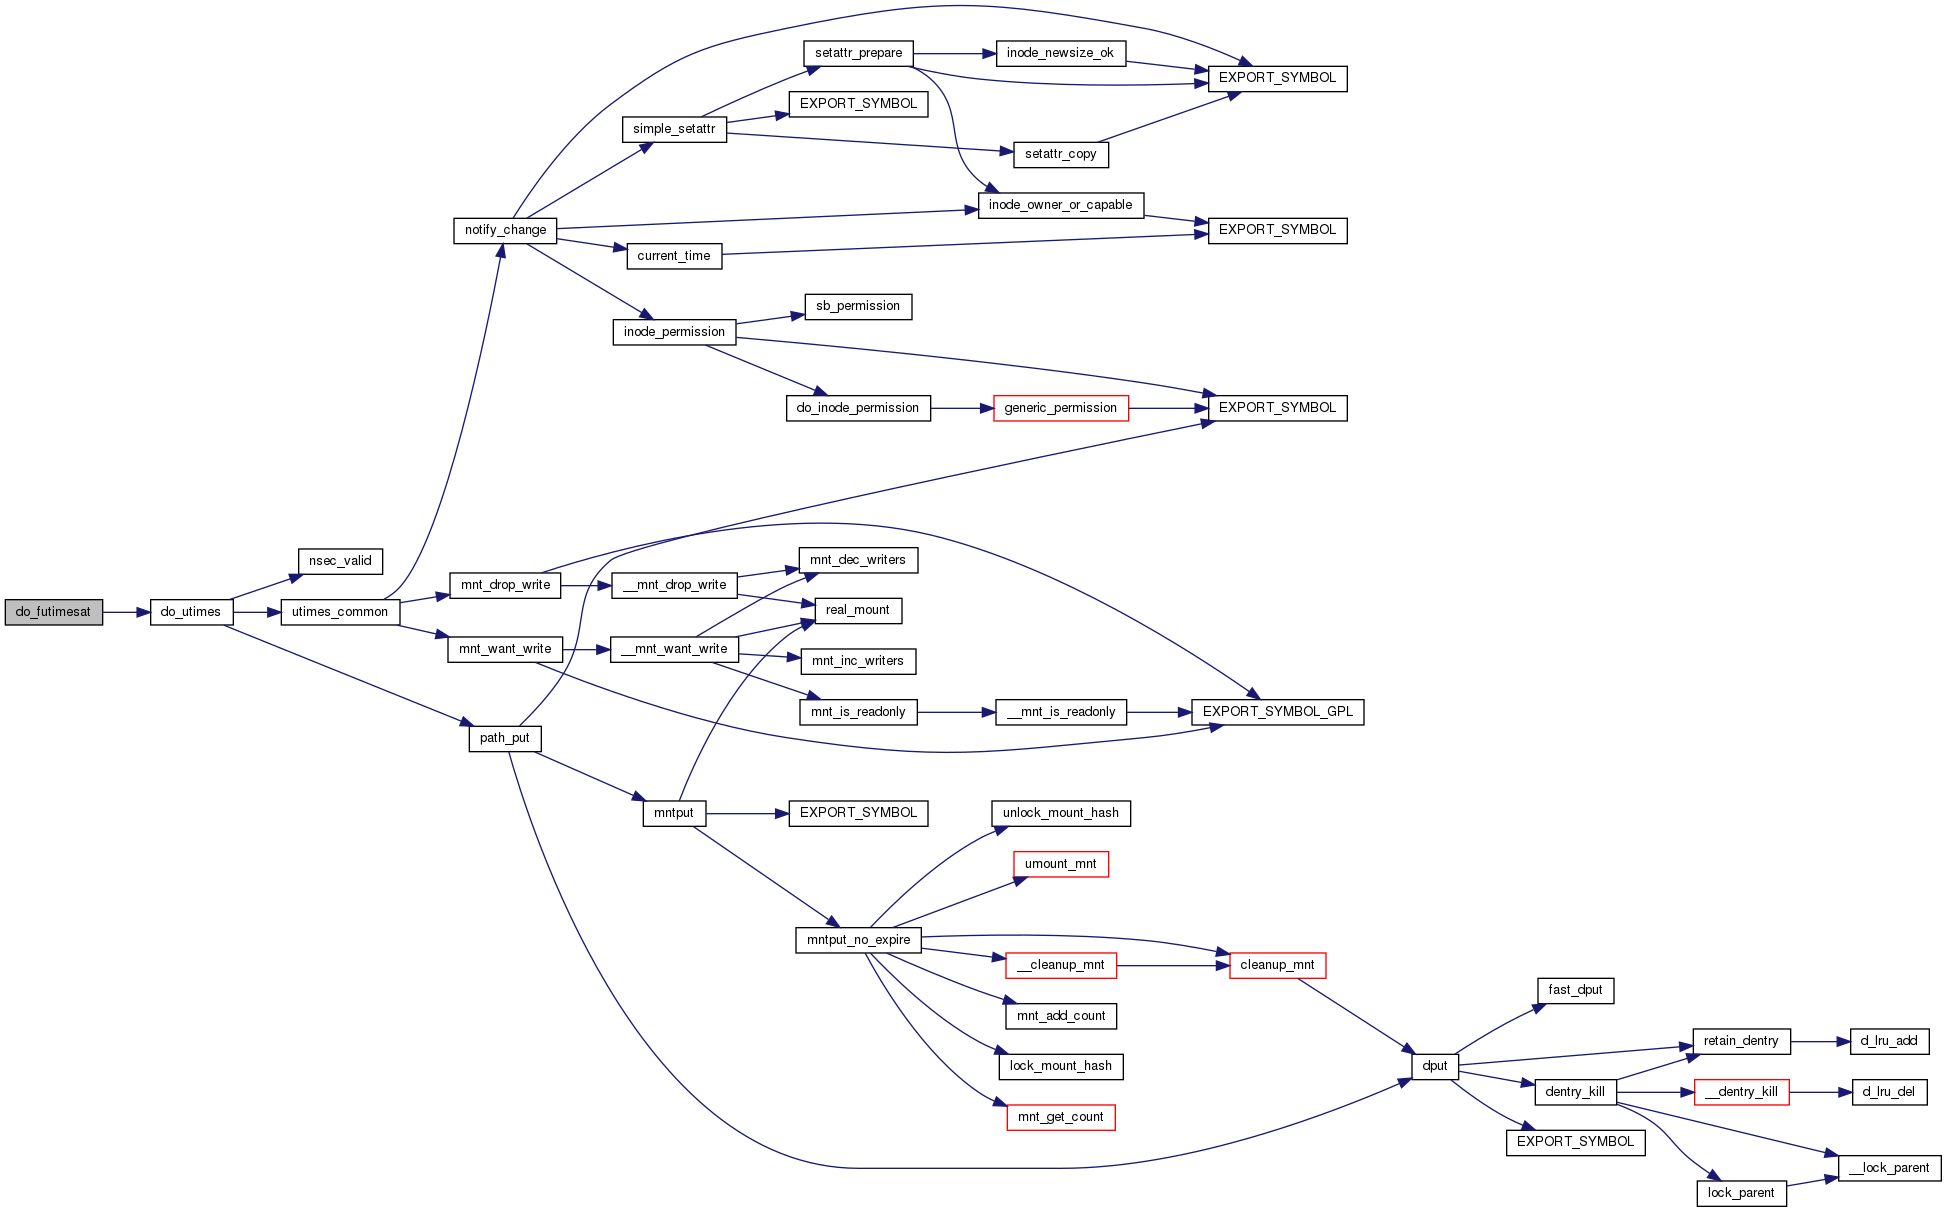 setattr_prepare
inode_newsize_ok
EXPORT_SYMBOL
EXPORT_SYMBOL
simple_setattr
setattr_copy
inode_owner_or_capable
notify_change
EXPORT_SYMBOL
current_time
sb_permission
inode_permission
do_inode_permission
generic_permission
EXPORT_SYMBOL
nsec_valid
mnt_dec_writers
mnt_drop_write
__mnt_drop_write
do_futimesat
do_utimes
utimes_common
real_mount
mnt_want_write
__mnt_want_write
mnt_inc_writers
mnt_is_readonly
__mnt_is_readonly
EXPORT_SYMBOL_GPL
path_put
mntput
EXPORT_SYMBOL
unlock_mount_hash
umount_mnt
mntput_no_expire
__cleanup_mnt
cleanup_mnt
fast_dput
mnt_add_count
retain_dentry
d_lru_add
lock_mount_hash
dput
dentry_kill
__dentry_kill
d_lru_del
mnt_get_count
EXPORT_SYMBOL
__lock_parent
lock_parent